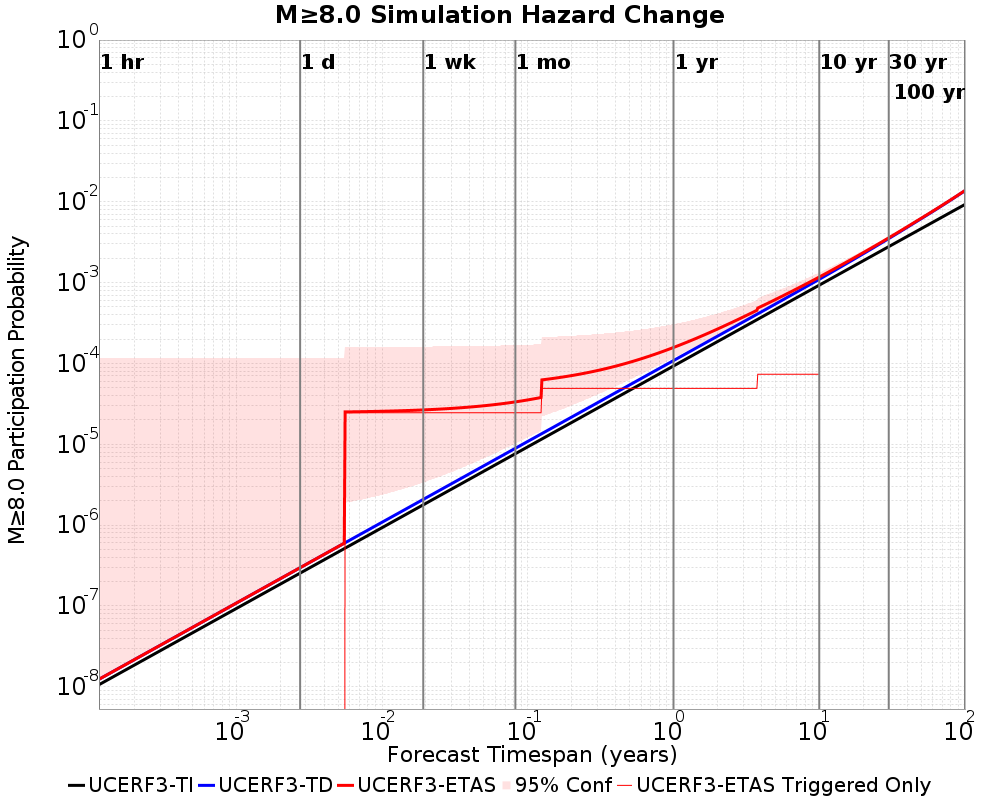 M≥8.0 Simulation Hazard Change
1 hr 1 d 1 wk 1 mo 1 yr 10 yr 30 yr
100 yr
10^0
10^-1
10^-2
10^-3
10^-4
10^-5
10^-6
10^-7
10^-8
M≥8.0 Participation Probability
10^-3 10^-2 10^-1 10^0 10^1 10^2
Forecast Timespan (years)
UCERF3-TI UCERF3-TD UCERF3-ETAS 95% Conf UCERF3-ETAS Triggered Only